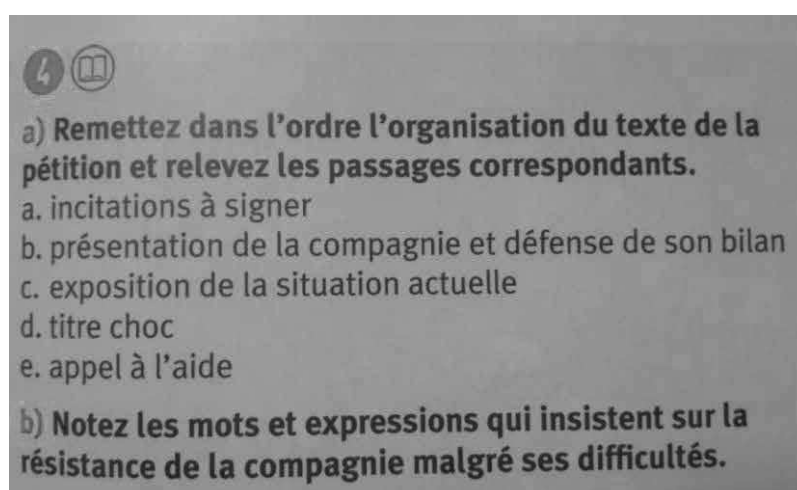 4
a) Remettez dans l'ordre l'organisation du texte de la
pétition et relevez les passages correspondants.
a. incitations à signer
b. présentation de la compagnie et défense de son bilan
c. exposition de la situation actuelle
d. titre choc
e. appel à l'aide
b) Notez les mots et expressions qui insistent sur la
résistance de la compagnie malgré ses difficultés.